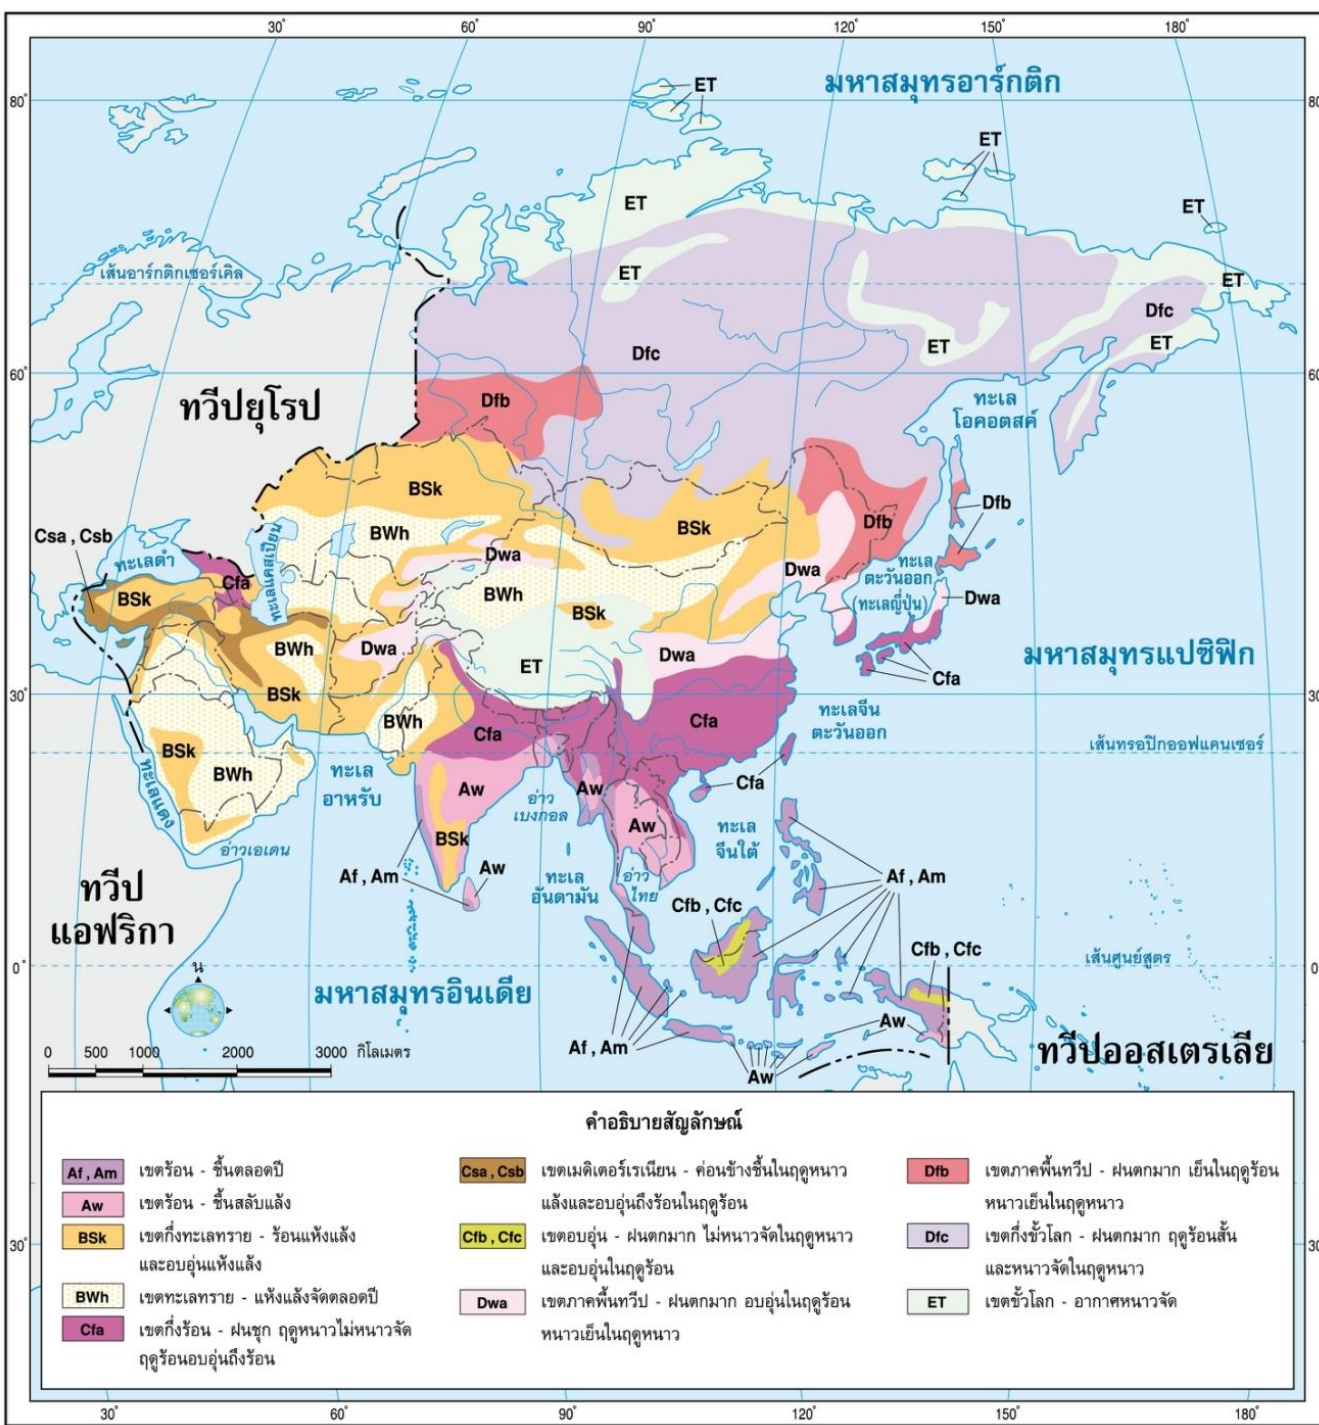 30°
60°
90°
120°
150°
180°
ET
มหาสมุทรอาร์กติก
80°
80
ET
ET
ET
ET
เส้นอาร์กติกเซอร์เคิล
ET
ET
Dfc
ET
ET
Dfc
60°
60
ทวีปยุโรป
Dfb
ทะเล
โอคอตสค์
BSk
BSk
Dfb
Dfb
Csa , Csb
ทะเลดำ
ทะเลแคสเปียน
BWh
Dwa
ทะเล
ตะวันออก
(ทะเลญี่ปุ่น)
Dwa
Cfa
BSk
BWh
BSk
Dwa
BWh
Dwa
Dwa
มหาสมุทรแปซิฟิก
ET
Cfa
BSk
30°
30
BWh
Cfa
Cfa
ทะเลจีน
ตะวันออก
เส้นทรอปิกออฟแคนเซอร์
BSk
BWh
ทะเลแดง
ทะเล
อาหรับ
Aw
อ่าว
เบงกอล
Aw
Cfa
Aw
ทะเล
จีนใต้
BSk
อ่าวเอเดน
Af , Am
Aw
ทะเล
อันดามัน
อ่าว
ไทย
Af , Am
ทวีป
แอฟริกา
Cfb , Cfc
Cfb , Cfc
เส้นศูนย์สูตร
0°
0
น
มหาสมุทรอินเดีย
Aw
Af , Am
ทวีปออสเตรเลีย
0 500 1000 2000 3000 กิโลเมตร
Aw
คำอธิบายสัญลักษณ์
Af , Am เขตร้อน - ชื้นตลอดปี
Aw เขตร้อน - ชื้นสลับแล้ง
BSk เขตกึ่งทะเลทราย - ร้อนแห้งแล้ง
และอบอุ่นแห้งแล้ง
BWh เขตทะเลทราย - แห้งแล้งจัดตลอดปี
Cfa เขตกึ่งร้อน - ฝนชุก ฤดูหนาวไม่หนาวจัด
ฤดูร้อนอบอุ่นถึงร้อน
Csa , Csb เขตเมดิเตอร์เรเนียน - ค่อนข้างชื้นในฤดูหนาว
แล้งและอบอุ่นถึงร้อนในฤดูร้อน
Cfb , Cfc เขตอบอุ่น - ฝนตกมาก ไม่หนาวจัดในฤดูหนาว
และอบอุ่นในฤดูร้อน
Dwa เขตภาคพื้นทวีป - ฝนตกมาก อบอุ่นในฤดูร้อน
หนาวเย็นในฤดูหนาว
Dfb เขตภาคพื้นทวีป - ฝนตกมาก เย็นในฤดูร้อน
หนาวเย็นในฤดูหนาว
Dfc เขตกึ่งขั้วโลก - ฝนตกมาก ฤดูร้อนสั้น
และหนาวจัดในฤดูหนาว
ET เขตขั้วโลก - อากาศหนาวจัด
30°
30
30°
60°
90°
120°
150°
180°